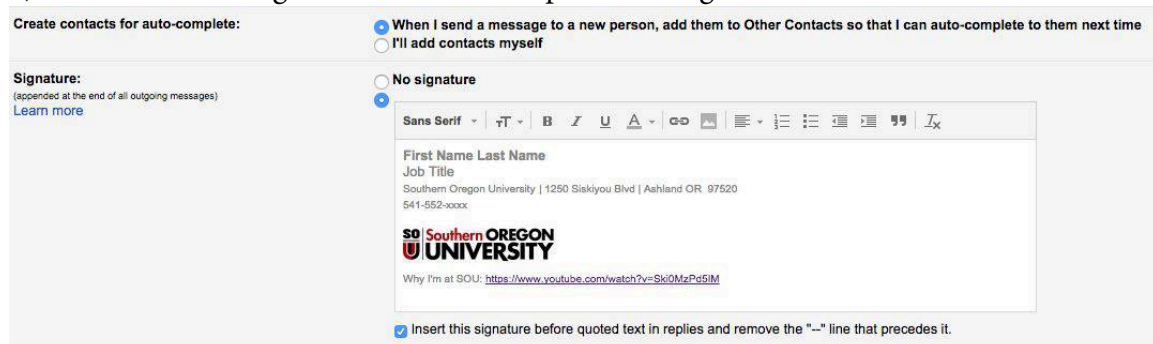 Create contacts for auto-complete:
When I send a message to a new person, add them to Other Contacts so that I can auto-complete to them next time
I'll add contacts myself
Signature:
(appended at the end of all outgoing messages)
Learn more
No signature
Sans Serif
First Name Last Name
Job Title
Southern Oregon University | 1250 Siskiyou Blvd | Ashland OR 97520
541-552-xxxx
SO Southern OREGON
U UNIVERSITY
Why I'm at SOU: https://www.youtube.com/watch?v=Ski0MzPd5IM
Insert this signature before quoted text in replies and remove the "--" line that precedes it.